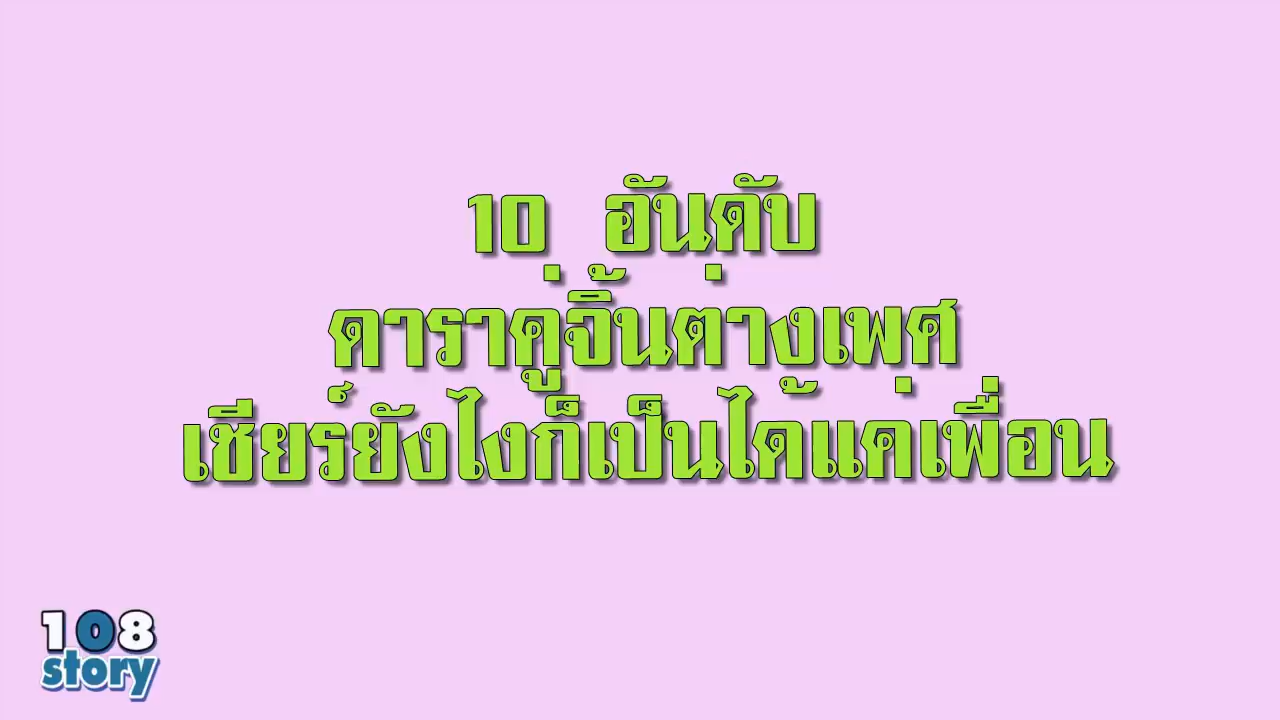 10 อันดับ
ดาราคู่จิ้นต่างเพศ
เชียร์ยังไงก็เป็นได้แค่เพื่อน
108
story